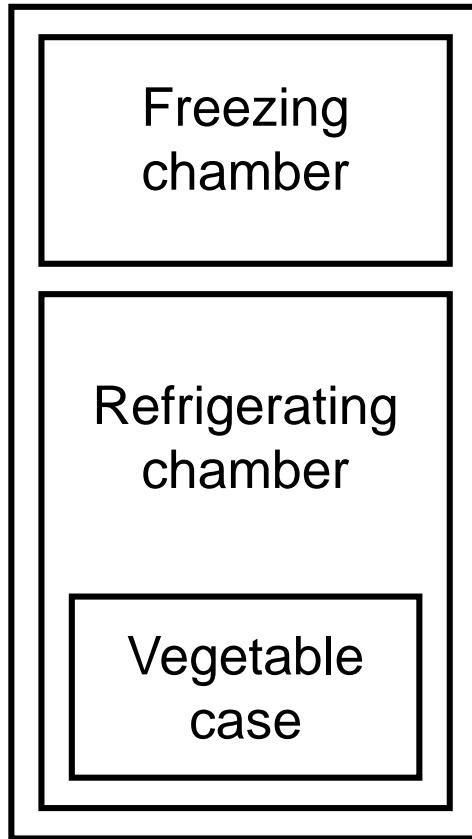 Freezing
chamber
Refrigerating
chamber
Vegetable
case